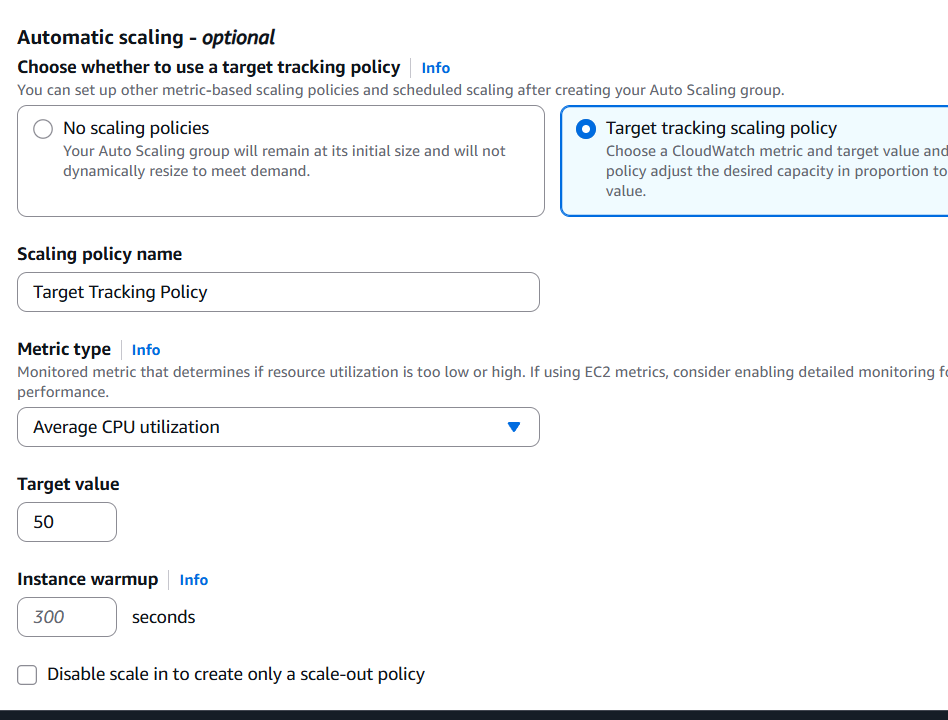 Automatic scaling - optional
Choose whether to use a target tracking policy Info
You can set up other metric-based scaling policies and scheduled scaling after creating your Auto Scaling group.
No scaling policies
Your Auto Scaling group will remain at its initial size and will not
dynamically resize to meet demand.
Target tracking scaling policy
Choose a CloudWatch metric and target value and
policy adjust the desired capacity in proportion to
value.
Scaling policy name
Target Tracking Policy
Metric type Info
Monitored metric that determines if resource utilization is too low or high. If using EC2 metrics, consider enabling detailed monitoring
performance.
Average CPU utilization
Target value
50
Instance warmup Info
300 seconds
Disable scale in to create only a scale-out policy